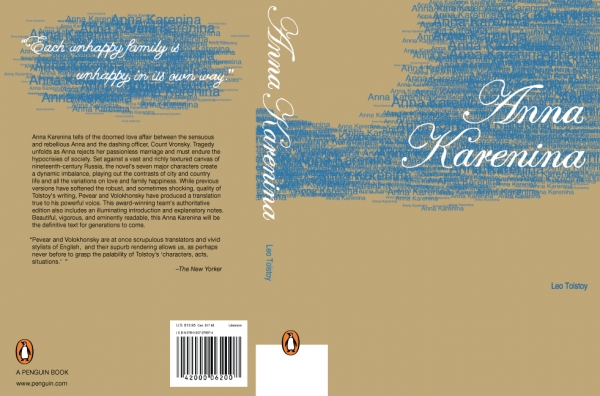 "Each unhappy family is
unhappy in its own way"
Anna Karenina tells of the doomed love affair between the sensuous
and rebellious Anna and the dashing officer, Count Vronsky. Tragedy
unfolds as Anna rejects her passionless marriage and must endure the
hypocrisies of society. Set against a vast and richly textured canvas of
nineteenth-century Russia, the novel's seven major characters create
a dynamic imbalance, playing out the contrasts of city and country
life and all the variations on love and family happiness. While previous
versions have softened the robust, and sometimes shocking, quality of
Tolstoy's writing, Pevear and Volokhonsky have produced a translation
true to his powerful voice. This award-winning team's authoritative
edition also includes an illuminating introduction and explanatory notes.
Beautiful, vigorous, and eminently readable, this Anna Karenina will be
the definitive text for generations to come.
"Pevear and Volokhonsky are at once scrupulous translators and vivid
stylists of English, and their supurb rendering allows us, as perhaps
never before to grasp the palability of Tolstoy's 'characters, acts,
situations.' "
–The New Yorker
A PENGUIN BOOK
www.penguin.com
42000 06200
Anna Karenina
Leo Tolstoy
Anna
Karenina
Leo Tolstoy